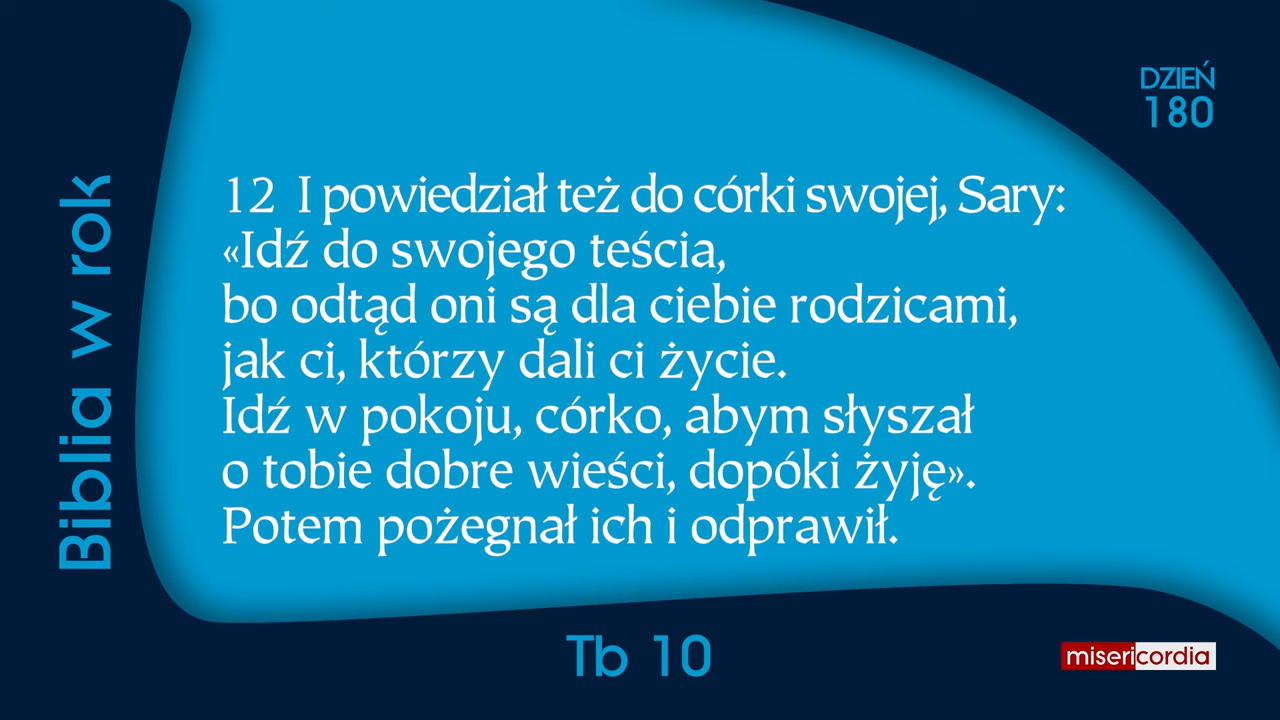 DZIEŃ
180
Biblia w rok
12 I powiedział też do córki swojej, Sary:
«Idź do swojego teścia,
bo odtąd oni są dla ciebie rodzicami,
jak ci, którzy dali ci życie.
Idź w pokoju, córko, abym słyszał
o tobie dobre wieści, dopóki żyję».
Potem pożegnał ich i odprawił.
Tb 10
misericordia